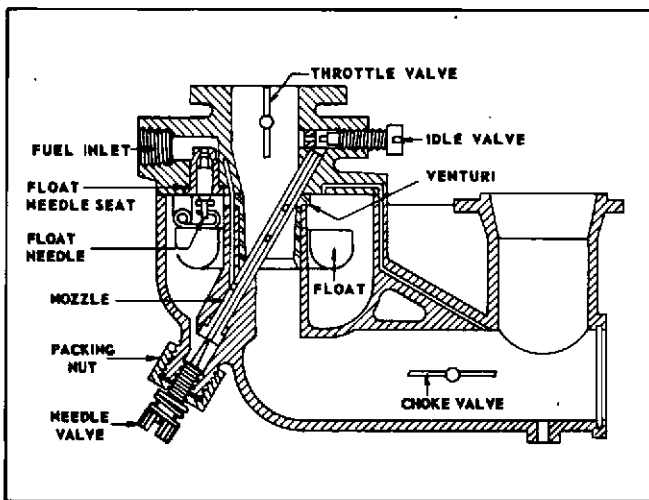 THROTTLE VALVE
FUEL INLET
IDLE VALVE
FLOAT
NEEDLE SEAT
VENTURI
FLOAT
NEEDLE
FLOAT
NOZZLE
PACKING
NUT
CHOKE VALVE
NEEDLE
VALVE